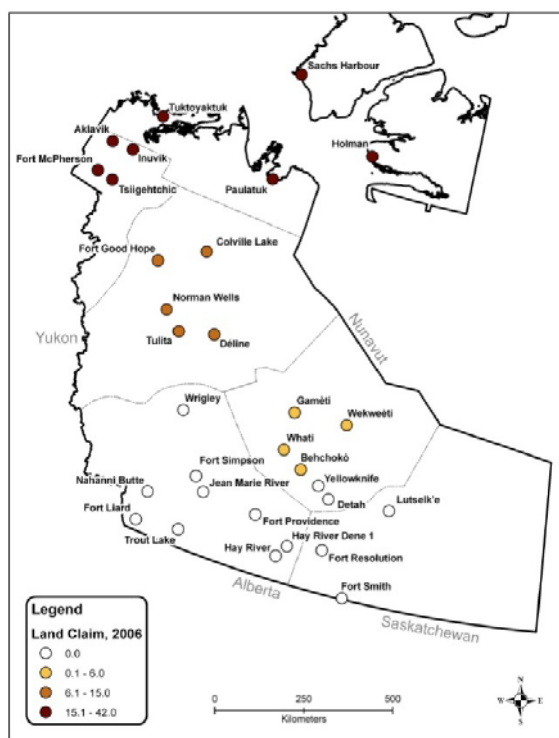 Sachs Harbour
Tuktoyaktuk
Aklavik
Inuvik
Holman
Fort McPherson
Tsiigehtchic
Paulatuk
Colville Lake
Fort Good Hope
Norman Wells
Yukon
Tulita
Déline
Nunavut
Wrigley
Gamèti
Wekweèti
Whati
Behchokò
Fort Simpson
Yellowknife
Nahanni Butte
Jean Marie River
Detah
Lutselk'e
Fort Liard
Fort Providence
Trout Lake
Hay River Dene 1
Hay River
Fort Resolution
Alberta
Fort Smith
Saskatchewan
Legend
Land Claim, 2006
0.0
0.1 - 6.0
6.1 - 15.0
15.1 - 42.0
0 250 500
Kilometers
N
W E
S